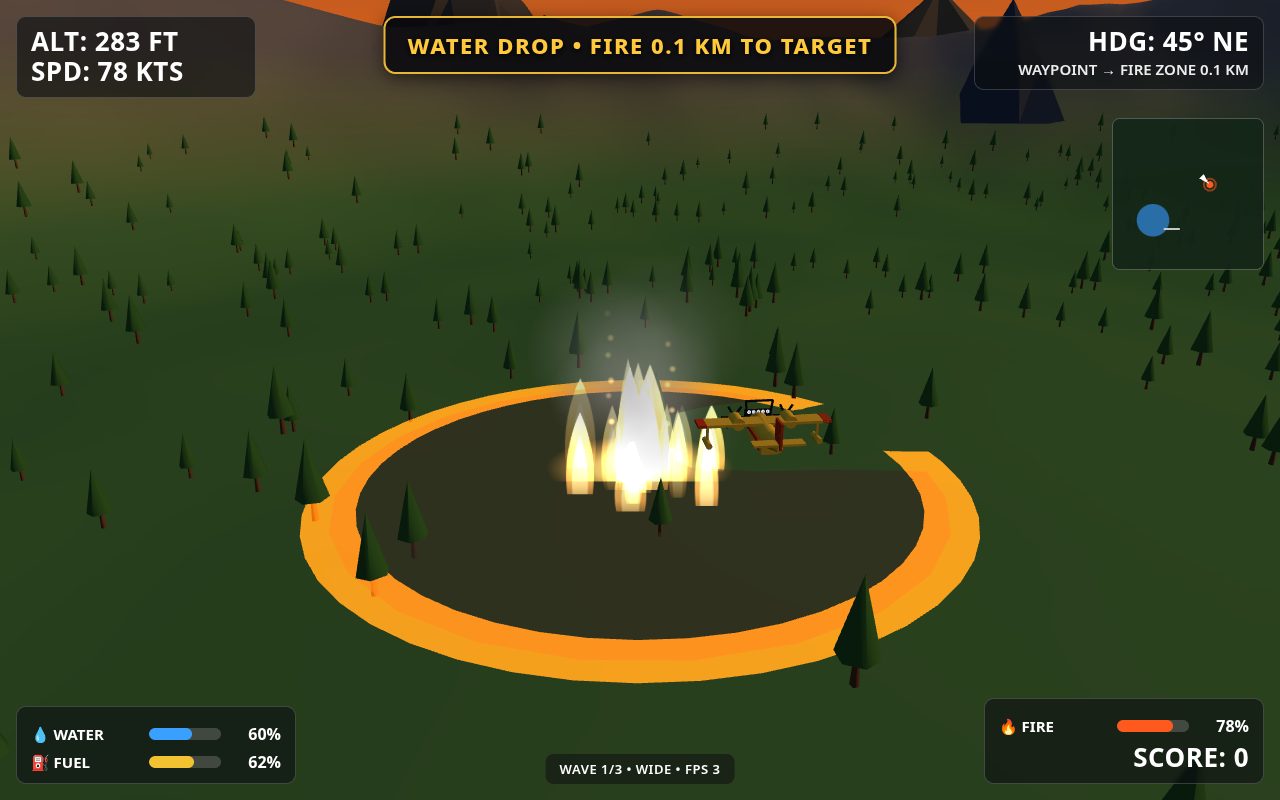 ALT: 283 FT
SPD: 78 KTS
WATER DROP • FIRE 0.1 KM TO TARGET
HDG: 45° NE
WAYPOINT → FIRE ZONE 0.1 KM
WATER 60%
FUEL 62%
WAVE 1/3 • WIDE • FPS 3
FIRE 78%
SCORE: 0